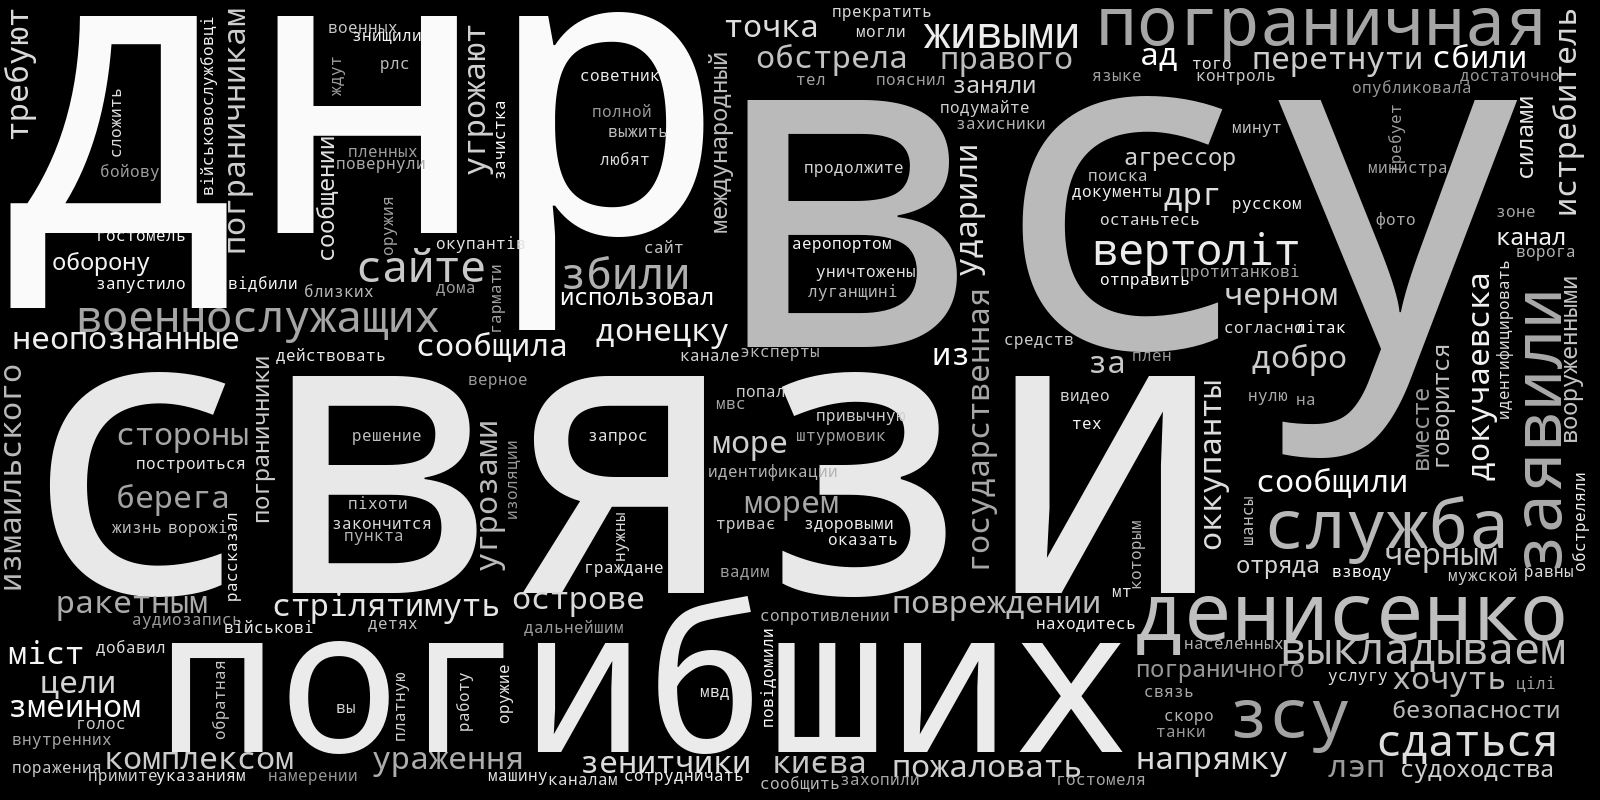 требуют
сложить
бойову
військовослужбовці
пограничникам
днр
военных
знищили
ждут
рлс
сообщении
пленных
повернули
оружия
угрожают
зачистка
советник
полной
выжить
любят
международный
точка
прекратить
могли
живыми
обстрела
правого
тел
пояснил
заняли
подумайте
захисники
пограничная
ад
того
перетнути
сбили
языке
контроль
достаточно
опубликовала
истребитель
силами
всу
продолжите
ударили
минут
требует
агрессор
министра
поиска
документы
дрг
русском
останьтесь
фото
зоне
вертоліт
канал
ворога
протитанкові
отправить
гостомель
оборону
запустило
відбили
близких
сайте
окупантів
дома
гармати
збили
сайт
использовал
аеропортом
уничтожены
луганщині
черном
военнослужащих
неопознанные
действовать
сообщила
донецку
канале
эксперты
государственная
из
средств
за
плен
согласно
літак
добро
докучаевска
идентифицировать
вооруженными
заявили
измаильского
пограничники
верное
связи
попал
мвс
привычную
видео
тех
нулю
на
оккупанты
вместе
говорится
стороны
построиться
решение
угрозами
изоляции
запрос
море
штурмовик
идентификации
берега
жизнь
ворожі
рассказал
піхоти
закончится
пункта
нужны
граждане
морем
триває
здоровыми
оказать
вадим
которым
шансы
сообщили
служба
черным
отряда
взводу
мужской
равны
обстреляли
ракетным
аудиозапись
стрілятимуть
військові
детях
острове
дальнейшим
сопротивлении
повреждении
мт
находитесь
денисенко
населенных
выкладываем
міст
добавил
цели
змеином
голос
внутренних
погибших
обратная
вы
платную
работу
оружие
мвд
повідомили
пограничного
связь
услугу
хочуть
цілі
скоро
танки
зсу
безопасности
сдаться
поражения
комплексом
примите
указаниям
намерении
ураження
машину
каналам
зенитчики
сотрудничать
києва
сообщить
захопили
пожаловать
гостомеля
напрямку
лэп
судоходства